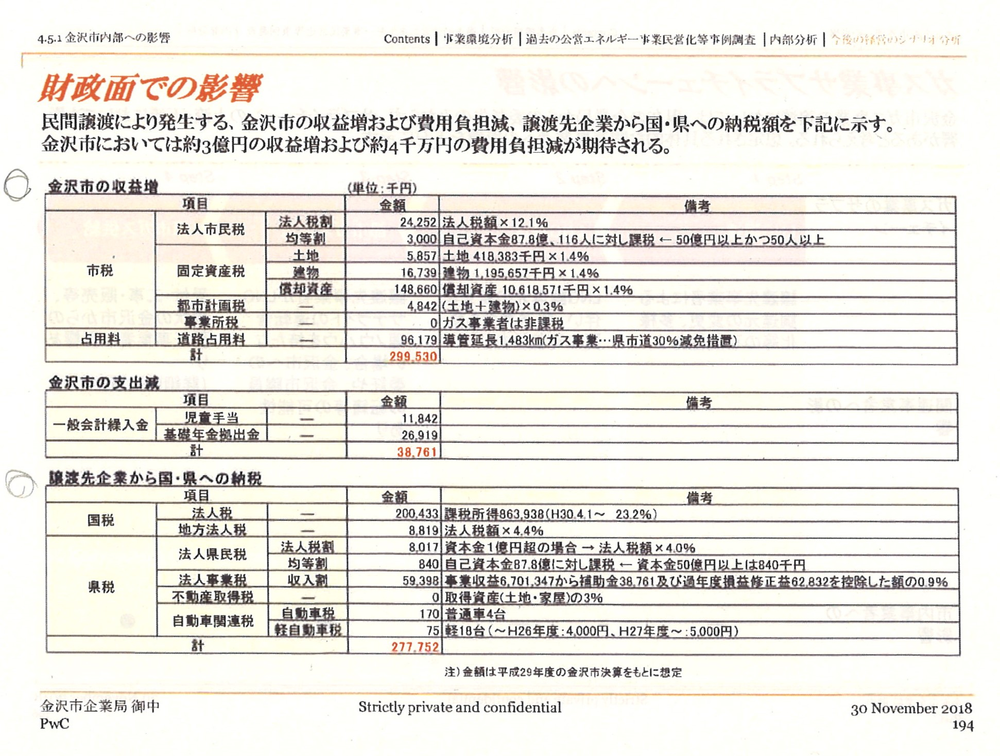 4.5.1 金沢市内部への影響
Contents | 事業環境分析 | 過去の公営エネルギー事業民営化等事例調査 | 内部分析 | 今後の経営のシナリオ分析
財政面での影響
民間譲渡により発生する、金沢市の収益増および費用負担減、譲渡先企業から国・県への納税額を下記に示す。
金沢市においては約3億円の収益増および約4千万円の費用負担減が期待される。
金沢市の収益増 (単位:千円)
項目 金額 備考
市税 法人市民税 法人税割 24,252 法人税額×12.1%
均等割 3,000 自己資本金87.8億、116人に対し課税 ← 50億円以上かつ50人以上
固定資産税 土地 5,857 土地 418,383千円×1.4%
建物 16,739 建物 1,195,657千円×1.4%
償却資産 148,660 償却資産 10,618,571千円×1.4%
都市計画税 ― 4,842 (土地+建物)×0.3%
事業所税 ― 0 ガス事業者は非課税
占用料 道路占用料 ― 96,179 導管延長1,483km(ガス事業…県市道30%減免措置)
計 299,530
金沢市の支出減
項目 金額 備考
一般会計繰入金 児童手当 ― 11,842
基礎年金拠出金 ― 26,919
計 38,761
譲渡先企業から国・県への納税
項目 金額 備考
国税 法人税 ― 200,433 課税所得863,938(H30.4.1～ 23.2%)
地方法人税 ― 8,819 法人税額×4.4%
県税 法人県民税 法人税割 8,017 資本金1億円超の場合 → 法人税額×4.0%
均等割 840 自己資本金87.8億に対し課税 ← 資本金50億円以上は840千円
法人事業税 収入割 59,398 事業収益6,701,347から補助金38,761及び過年度損益修正益62,832を控除した額の0.9%
不動産取得税 ― 0 取得資産(土地・家屋)の3%
自動車関連税 自動車税 170 普通車4台
軽自動車税 75 軽18台(～H26年度:4,000円、H27年度～:5,000円)
計 277,752
注)金額は平成29年度の金沢市決算をもとに想定
金沢市企業局 御中
PwC
Strictly private and confidential
30 November 2018
194